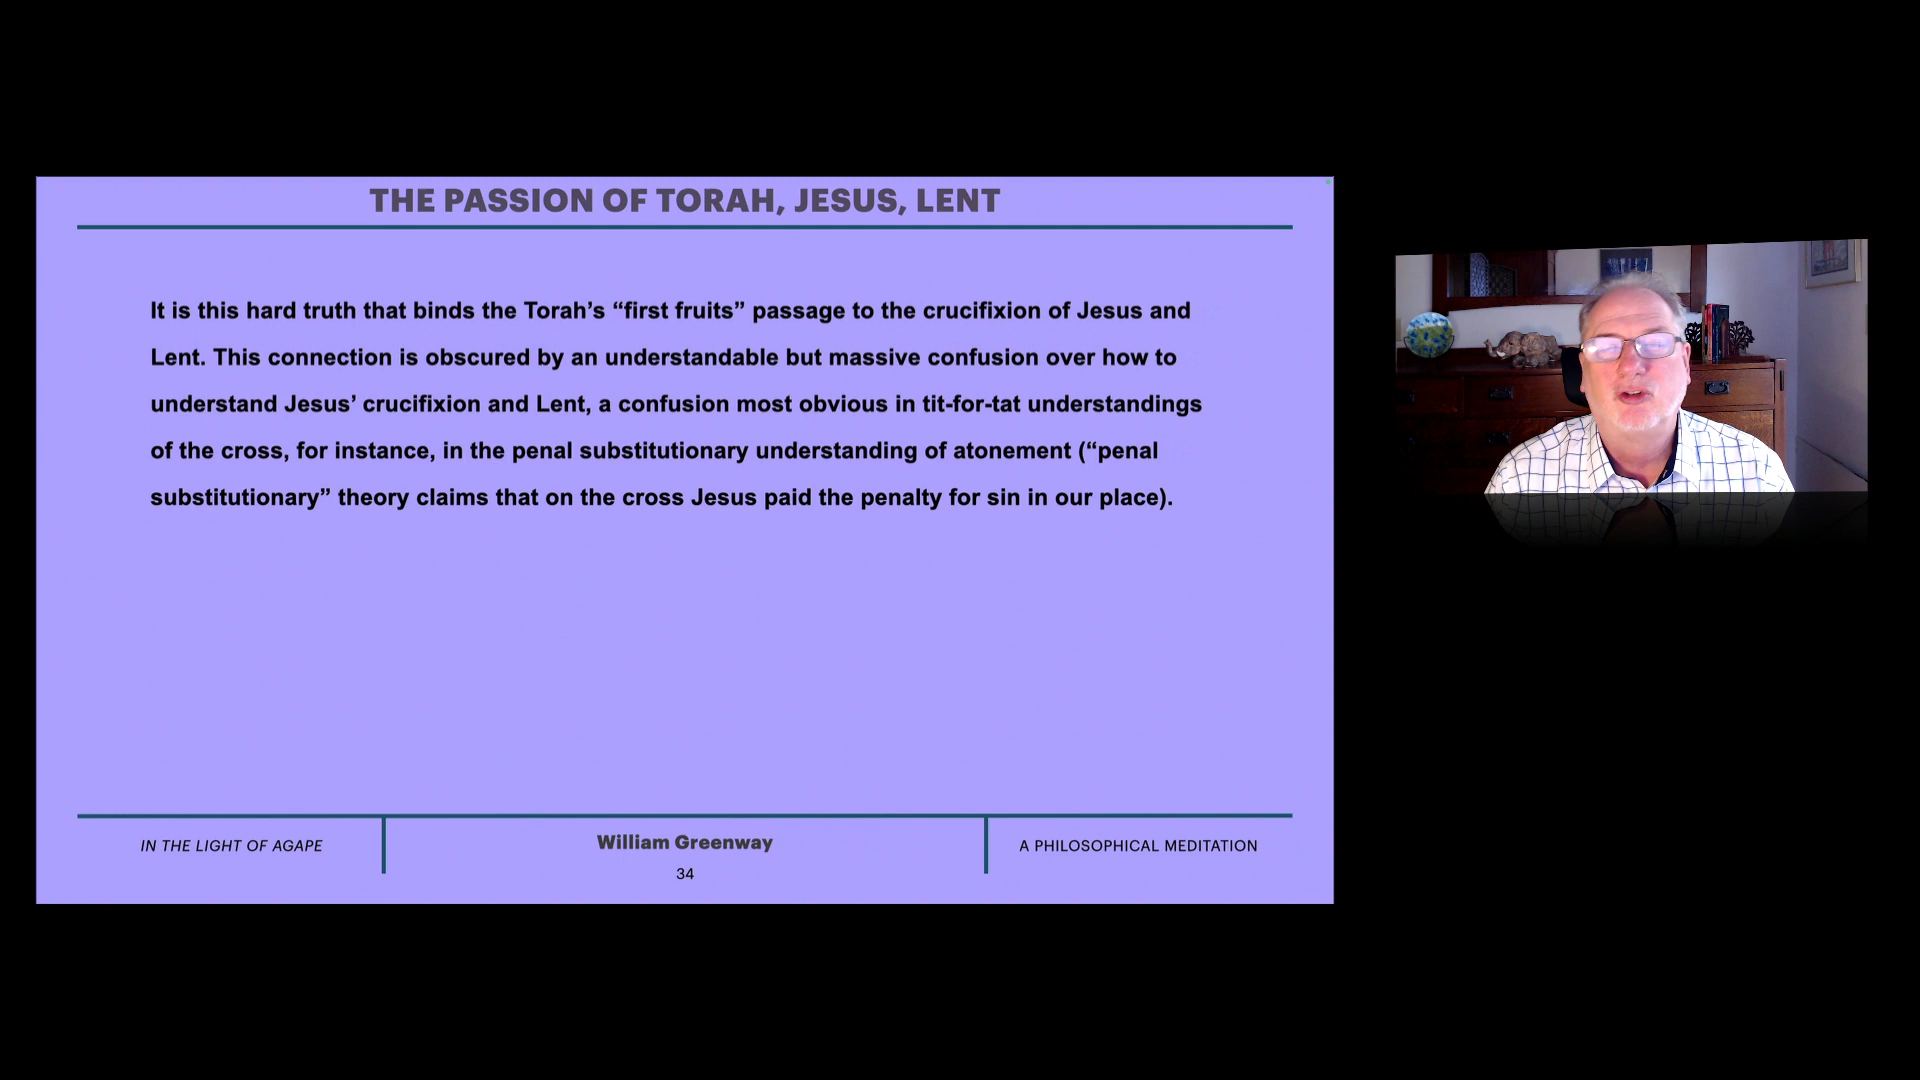 THE PASSION OF TORAH, JESUS, LENT
It is this hard truth that binds the Torah’s “first fruits” passage to the crucifixion of Jesus and
Lent. This connection is obscured by an understandable but massive confusion over how to
understand Jesus’ crucifixion and Lent, a confusion most obvious in tit-for-tat understandings
of the cross, for instance, in the penal substitutionary understanding of atonement (“penal
substitutionary” theory claims that on the cross Jesus paid the penalty for sin in our place).
IN THE LIGHT OF AGAPE
William Greenway
34
A PHILOSOPHICAL MEDITATION